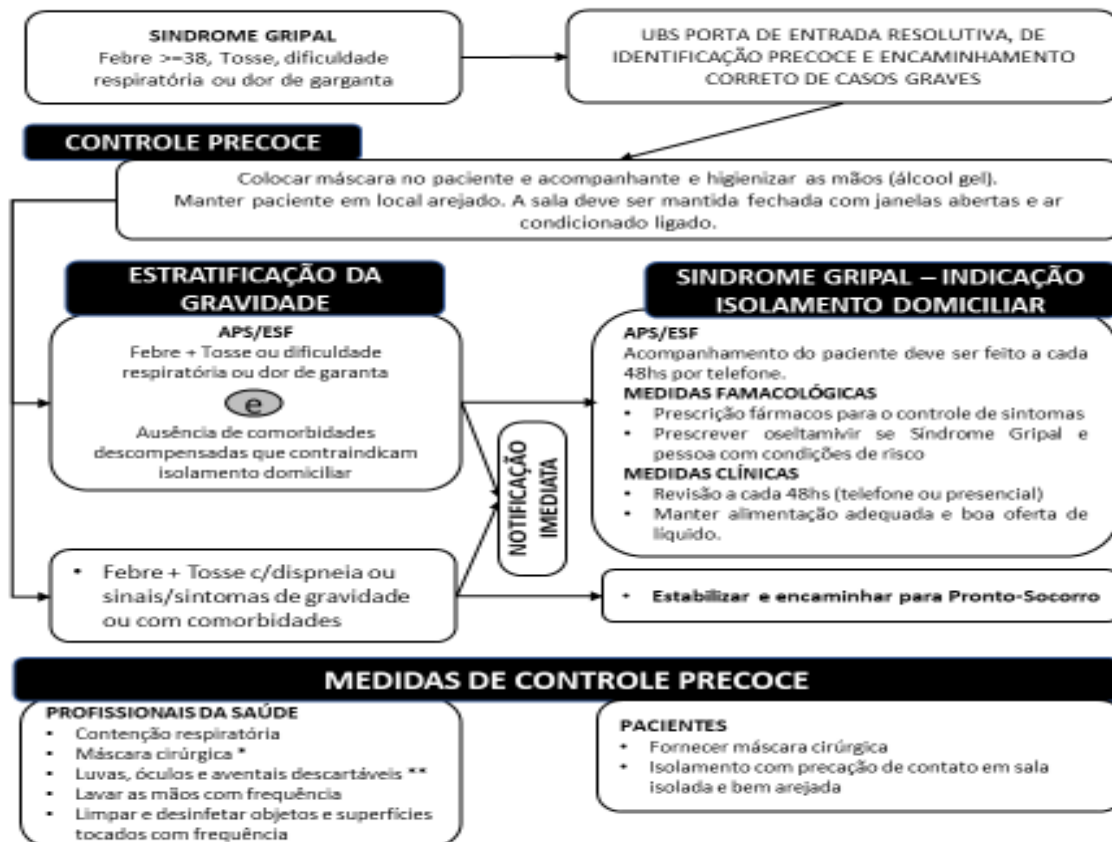 SINDROME GRIPAL
Febre >=38, Tosse, dificuldade
respiratória ou dor de garganta
UBS PORTA DE ENTRADA RESOLUTIVA, DE
IDENTIFICAÇÃO PRECOCE E ENCAMINHAMENTO
CORRETO DE CASOS GRAVES
CONTROLE PRECOCE
Colocar máscara no paciente e acompanhante e higienizar as mãos (álcool gel).
Manter paciente em local arejado. A sala deve ser mantida fechada com janelas abertas e ar
condicionado ligado.
ESTRATIFICAÇÃO DA
GRAVIDADE
APS/ESF
Febre + Tosse ou dificuldade
respiratória ou dor de garanta
e
Ausência de comorbidades
descompensadas que contraindicam
isolamento domiciliar
NOTIFICAÇÃO
IMEDIATA
SINDROME GRIPAL – INDICAÇÃO
ISOLAMENTO DOMICILIAR
APS/ESF
Acompanhamento do paciente deve ser feito a cada
48hs por telefone.
MEDIDAS FAMACOLÓGICAS
• Prescrição fármacos para o controle de sintomas
• Prescrever oseltamivir se Síndrome Gripal e
pessoa com condições de risco
MEDIDAS CLÍNICAS
• Revisão a cada 48hs (telefone ou presencial)
• Manter alimentação adequada e boa oferta de
líquido.
• Febre + Tosse c/dispneia ou
sinais/sintomas de gravidade
ou com comorbidades
• Estabilizar e encaminhar para Pronto-Socorro
MEDIDAS DE CONTROLE PRECOCE
PROFISSIONAIS DA SAÚDE
• Contenção respiratória
• Máscara cirúrgica *
• Luvas, óculos e aventais descartáveis **
• Lavar as mãos com frequência
• Limpar e desinfetar objetos e superfícies
tocados com frequência
PACIENTES
• Fornecer máscara cirúrgica
• Isolamento com precação de contato em sala
isolada e bem arejada